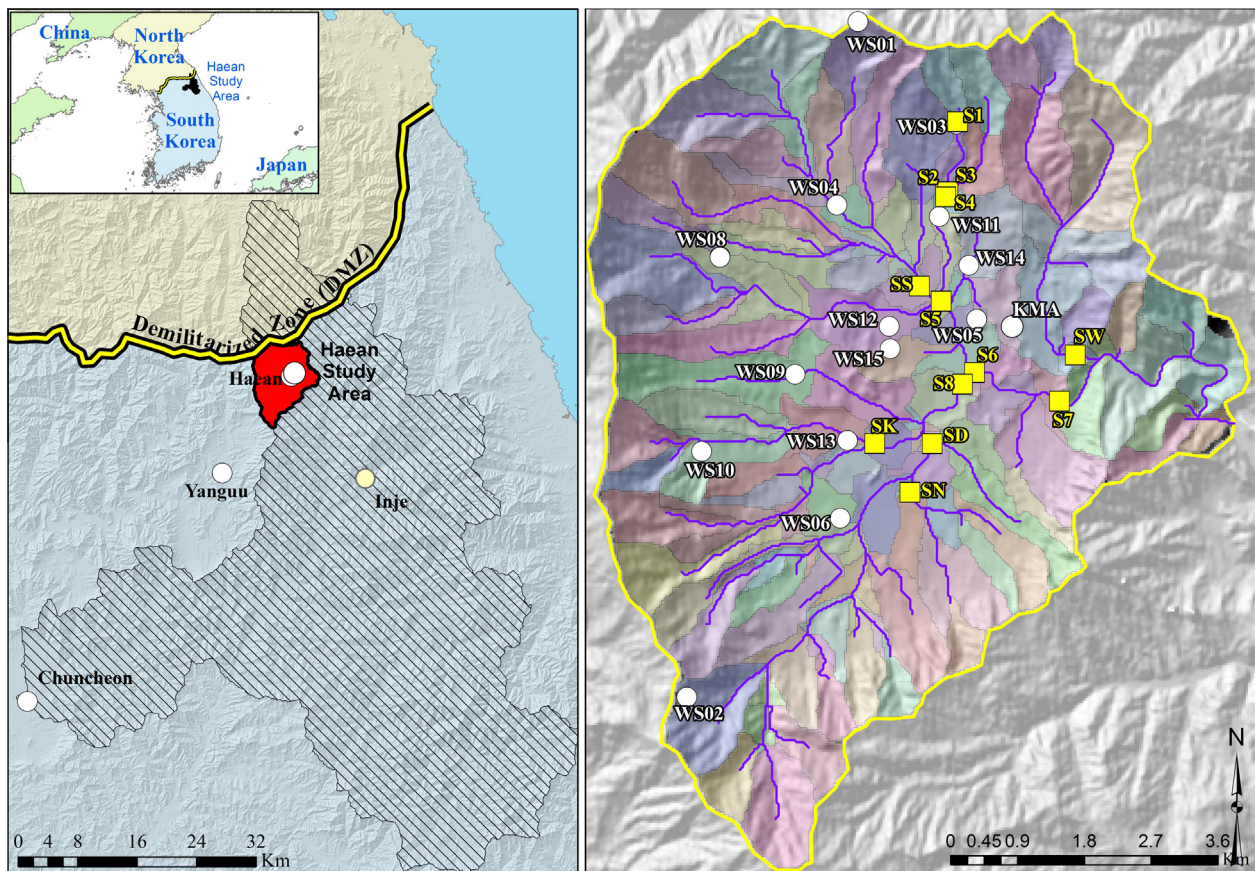 China
North
Korea
Haean
Study
Area
South
Korea
Japan
Demilitarized Zone (DMZ)
Haean
Haean
Study
Area
Yanguu
Inje
Chuncheon
0 4 8 16 24 32
Km
WS01
WS03
S1
S2
S3
WS04
S4
WS11
WS08
WS14
SS
S5
WS12
WS05
KMA
WS15
SW
S6
WS09
S8
S7
SK
SD
WS13
WS10
SN
WS06
WS02
N
0 0.45 0.9 1.8 2.7 3.6
Km